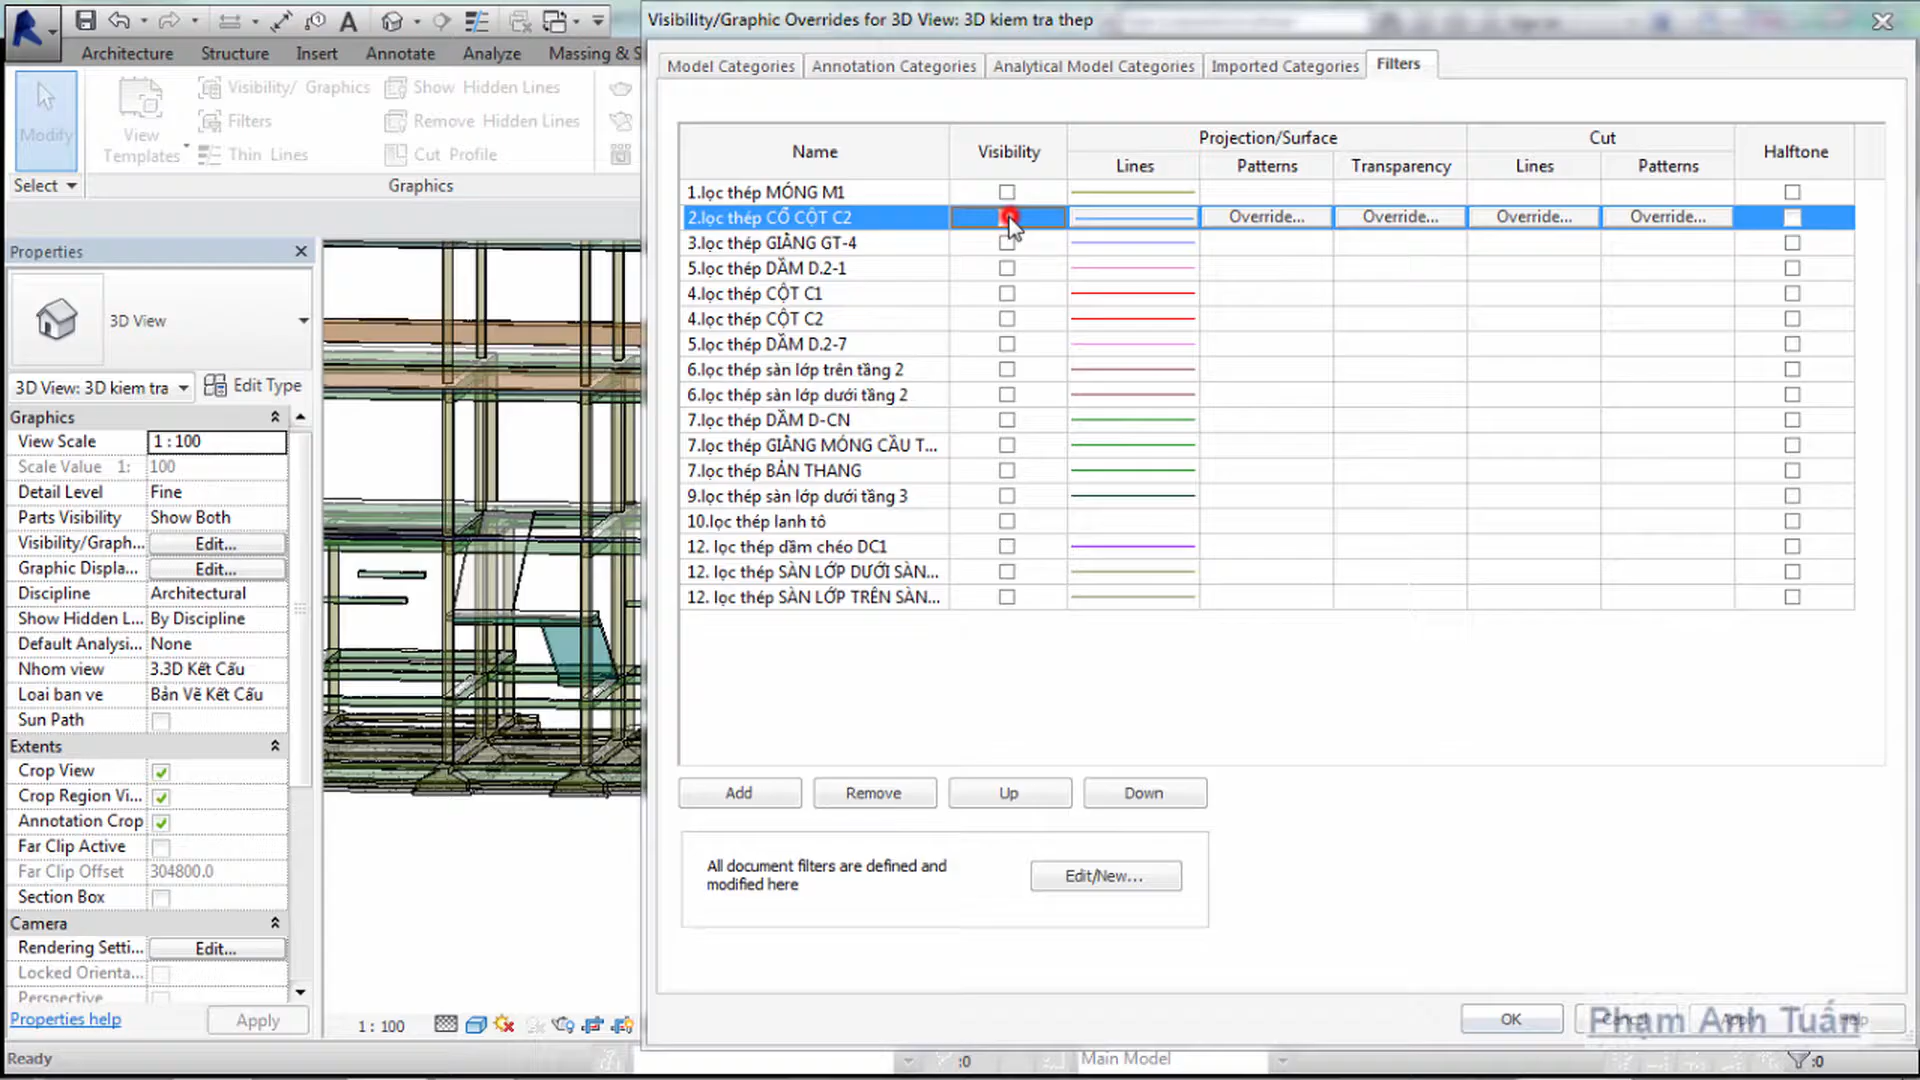 Visibility/Graphic Overrides for 3D View: 3D kiem tra thep
Architecture Structure Insert Annotate Analyze Massing & S
Modify
View
Templates
Visibility/ Graphics
Filters
Thin Lines
Show Hidden Lines
Remove Hidden Lines
Cut Profile
Select
Graphics
Properties
3D View
3D View: 3D kiem tra
Edit Type
Graphics
View Scale 1 : 100
Scale Value 1: 100
Detail Level Fine
Parts Visibility Show Both
Visibility/Graph... Edit...
Graphic Displa... Edit...
Discipline Architectural
Show Hidden L... By Discipline
Default Analysi... None
Nhom view 3.3D Kết Cấu
Loai ban ve Bản Vẽ Kết Cấu
Sun Path
Extents
Crop View
Crop Region Vi...
Annotation Crop
Far Clip Active
Far Clip Offset 304800.0
Section Box
Camera
Rendering Setti... Edit...
Locked Orienta...
Perspective
Properties help
Apply
Ready
1 : 100
Model Categories Annotation Categories Analytical Model Categories Imported Categories Filters
Name Visibility Projection/Surface Cut Halftone
Lines Patterns Transparency Lines Patterns
1.lọc thép MÓNG M1
2.lọc thép CỔ CỘT C2 Override... Override... Override... Override...
3.lọc thép GIẰNG GT-4
5.lọc thép DẦM D.2-1
4.lọc thép CỘT C1
4.lọc thép CỘT C2
5.lọc thép DẦM D.2-7
6.lọc thép sàn lớp trên tầng 2
6.lọc thép sàn lớp dưới tầng 2
7.lọc thép DẦM D-CN
7.lọc thép GIẰNG MÓNG CẦU T...
7.lọc thép BẢN THANG
9.lọc thép sàn lớp dưới tầng 3
10.lọc thép lanh tô
12. lọc thép dầm chéo DC1
12. lọc thép SÀN LỚP DƯỚI SÀN...
12. lọc thép SÀN LỚP TRÊN SÀN...
Add Remove Up Down
All document filters are defined and
modified here
Edit/New...
OK
Phạm Anh Tuấn
:0 Main Model :0